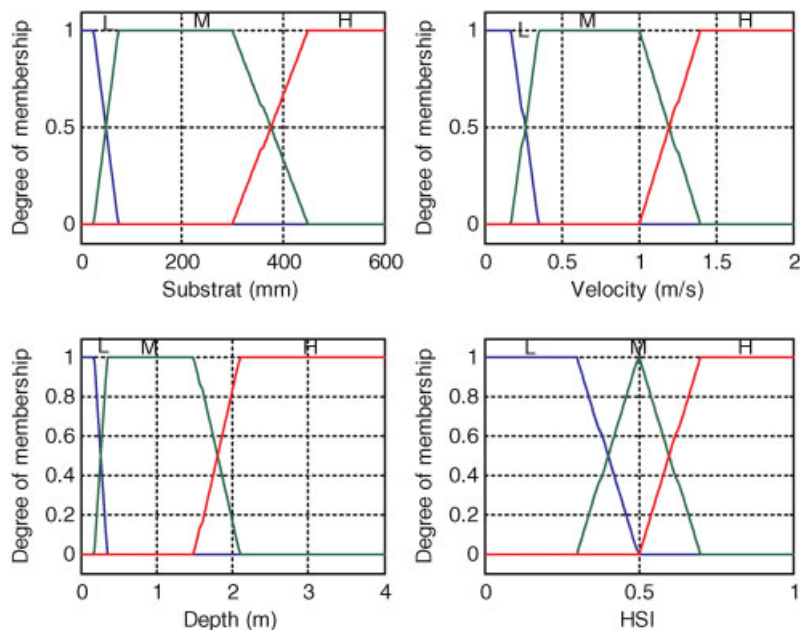 L M H
1
0.5
0
Degree of membership
0 200 400 600
Substrat (mm)
L M H
1
0.5
0
Degree of membership
0 0.5 1 1.5 2
Velocity (m/s)
L M H
1
0.8
0.6
0.4
0.2
0
Degree of membership
0 1 2 3 4
Depth (m)
L M H
1
0.8
0.6
0.4
0.2
0
Degree of membership
0 0.5 1
HSI